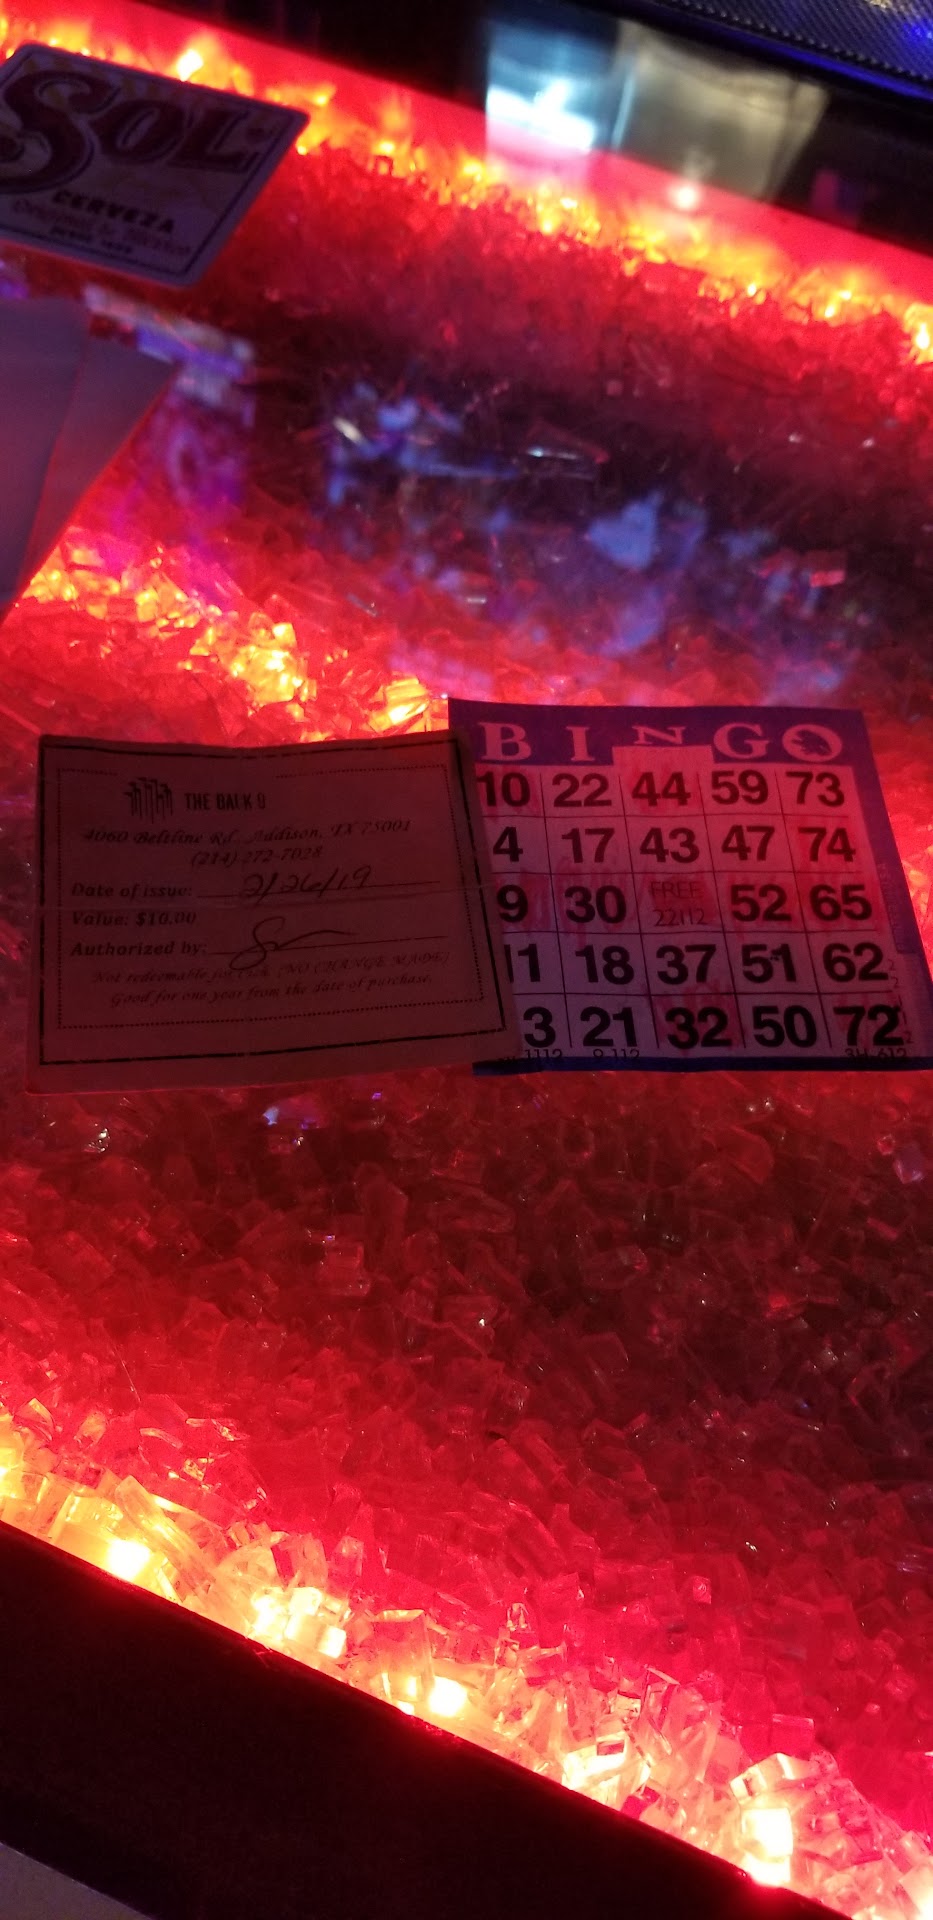 SOL
CERVEZA
THE BACK 9
4060 Beltline Rd. Addison, TX 75001
(214) 272-7028
Date of issue: 2/26/19
Value: $10.00
Authorized by:
Not redeemable for cash. (NO CHANGE MADE)
Good for one year from the date of purchase.
BINGO
10 22 44 59 73
4 17 43 47 74
9 30 FREE 22112 52 65
11 18 37 51 62
3 21 32 50 72